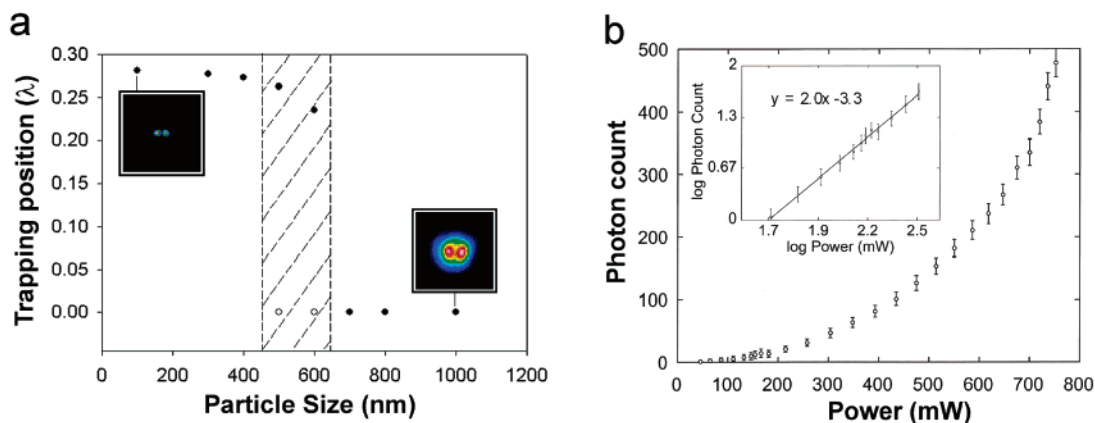 a
Trapping position (λ)
0.30
0.25
0.20
0.15
0.10
0.05
0.00
0 200 400 600 800 1000 1200
Particle Size (nm)
b
Photon count
500
400
300
200
100
0
0 100 200 300 400 500 600 700 800
Power (mW)
y = 2.0x -3.3
log Photon Count
2
1.3
0.67
0
1.7 1.9 2.2 2.5
log Power (mW)